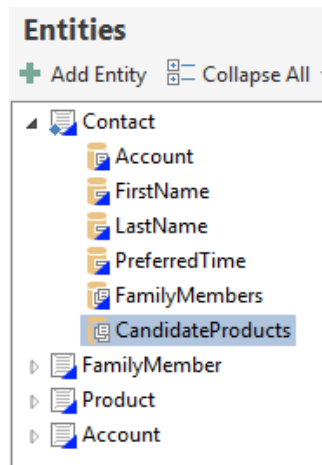 Entities
Add Entity Collapse All
Contact
Account
FirstName
LastName
PreferredTime
FamilyMembers
CandidateProducts
FamilyMember
Product
Account